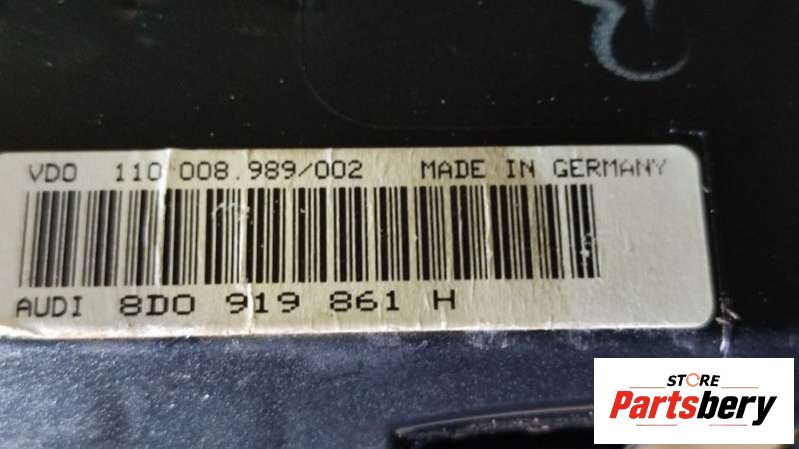 VDO 110 008.989/002 MADE IN GERMANY
AUDI 8D0 919 861 H
STORE
Partsbery